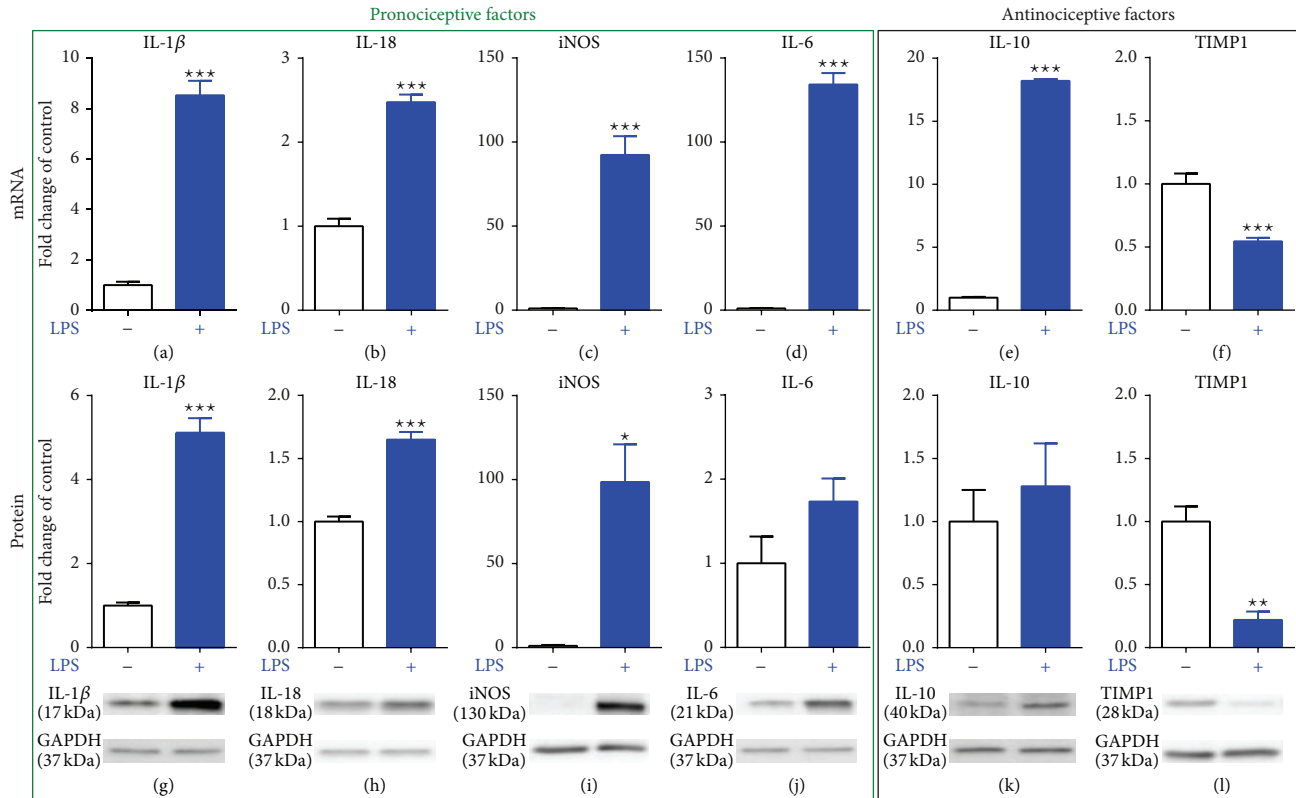 Pronociceptive factors
Antinociceptive factors
mRNA
Fold change of control
IL-1β
10
8
6
4
2
0
⋆⋆⋆
LPS − +
(a)
IL-18
3
2
1
0
⋆⋆⋆
LPS − +
(b)
iNOS
150
100
50
0
⋆⋆⋆
LPS − +
(c)
IL-6
150
100
50
0
⋆⋆⋆
LPS − +
(d)
IL-10
20
15
10
5
0
⋆⋆⋆
LPS − +
(e)
TIMP1
2.0
1.5
1.0
0.5
0.0
⋆⋆⋆
LPS − +
(f)
Protein
Fold change of control
IL-1β
6
4
2
0
⋆⋆⋆
LPS − +
IL-1β
(17 kDa)
GAPDH
(37 kDa)
(g)
IL-18
2.0
1.5
1.0
0.5
0.0
⋆⋆⋆
LPS − +
IL-18
(18 kDa)
GAPDH
(37 kDa)
(h)
iNOS
150
100
50
0
⋆
LPS − +
iNOS
(130 kDa)
GAPDH
(37 kDa)
(i)
IL-6
3
2
1
0
LPS − +
IL-6
(21 kDa)
GAPDH
(37 kDa)
(j)
IL-10
2.0
1.5
1.0
0.5
0.0
LPS − +
IL-10
(40 kDa)
GAPDH
(37 kDa)
(k)
TIMP1
2.0
1.5
1.0
0.5
0.0
⋆⋆
LPS − +
TIMP1
(28 kDa)
GAPDH
(37 kDa)
(l)